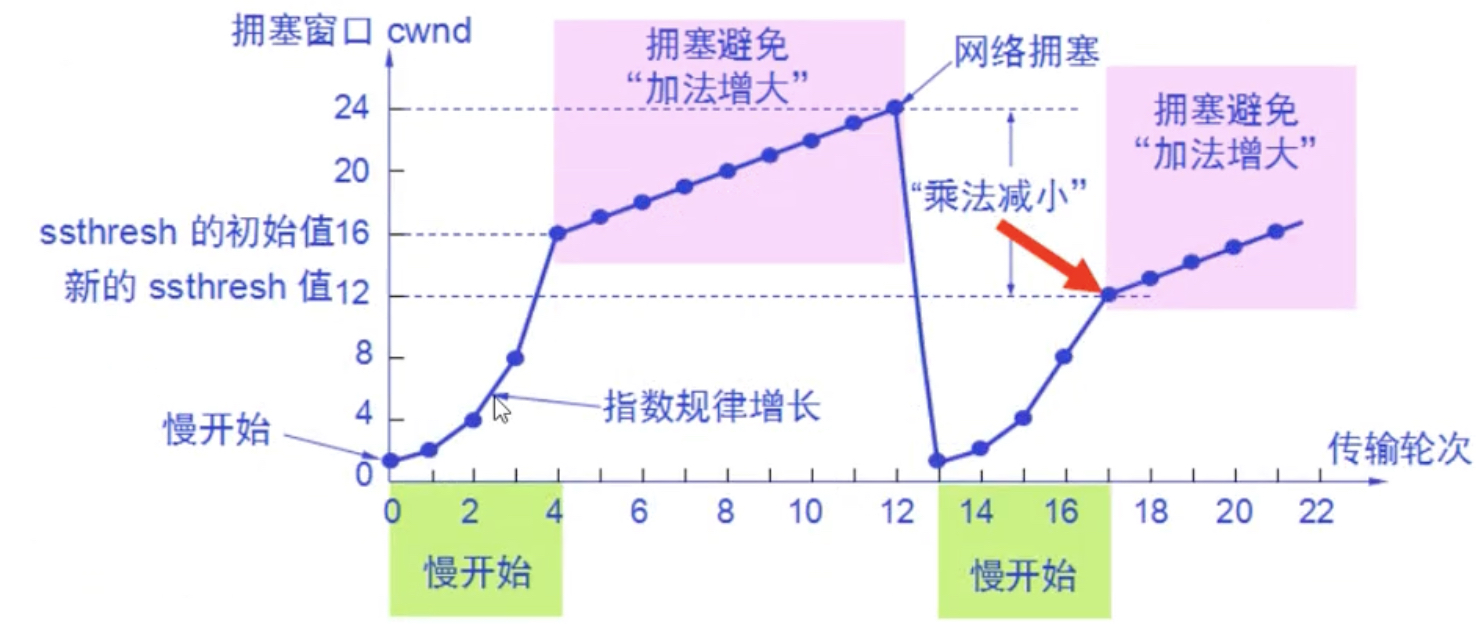 拥塞窗口 cwnd
拥塞避免
“加法增大”
网络拥塞
拥塞避免
“加法增大”
24
20
“乘法减小”
ssthresh 的初始值16
新的 ssthresh 值12
8
指数规律增长
4
慢开始
传输轮次
0
0 2 4 6 8 10 12 14 16 18 20 22
慢开始
慢开始